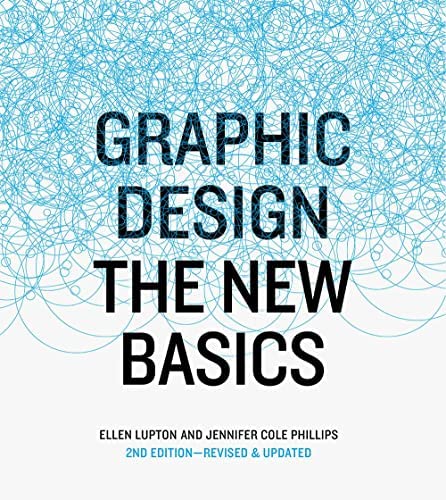 GRAPHIC
DESIGN
THE NEW
BASICS
ELLEN LUPTON AND JENNIFER COLE PHILLIPS
2ND EDITION—REVISED & UPDATED